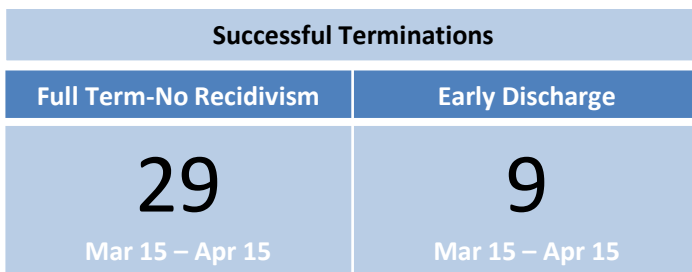 Successful Terminations
Full Term-No Recidivism
Early Discharge
29
9
Mar 15 – Apr 15
Mar 15 – Apr 15